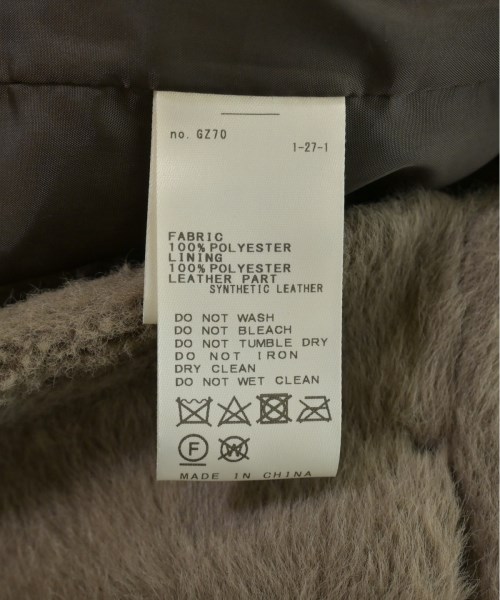 no. GZ70
1-27-1
FABRIC
100% POLYESTER
LINING
100% POLYESTER
LEATHER PART
SYNTHETIC LEATHER
DO NOT WASH
DO NOT BLEACH
DO NOT TUMBLE DRY
DO NOT IRON
DRY CLEAN
DO NOT WET CLEAN
F W
MADE IN CHINA